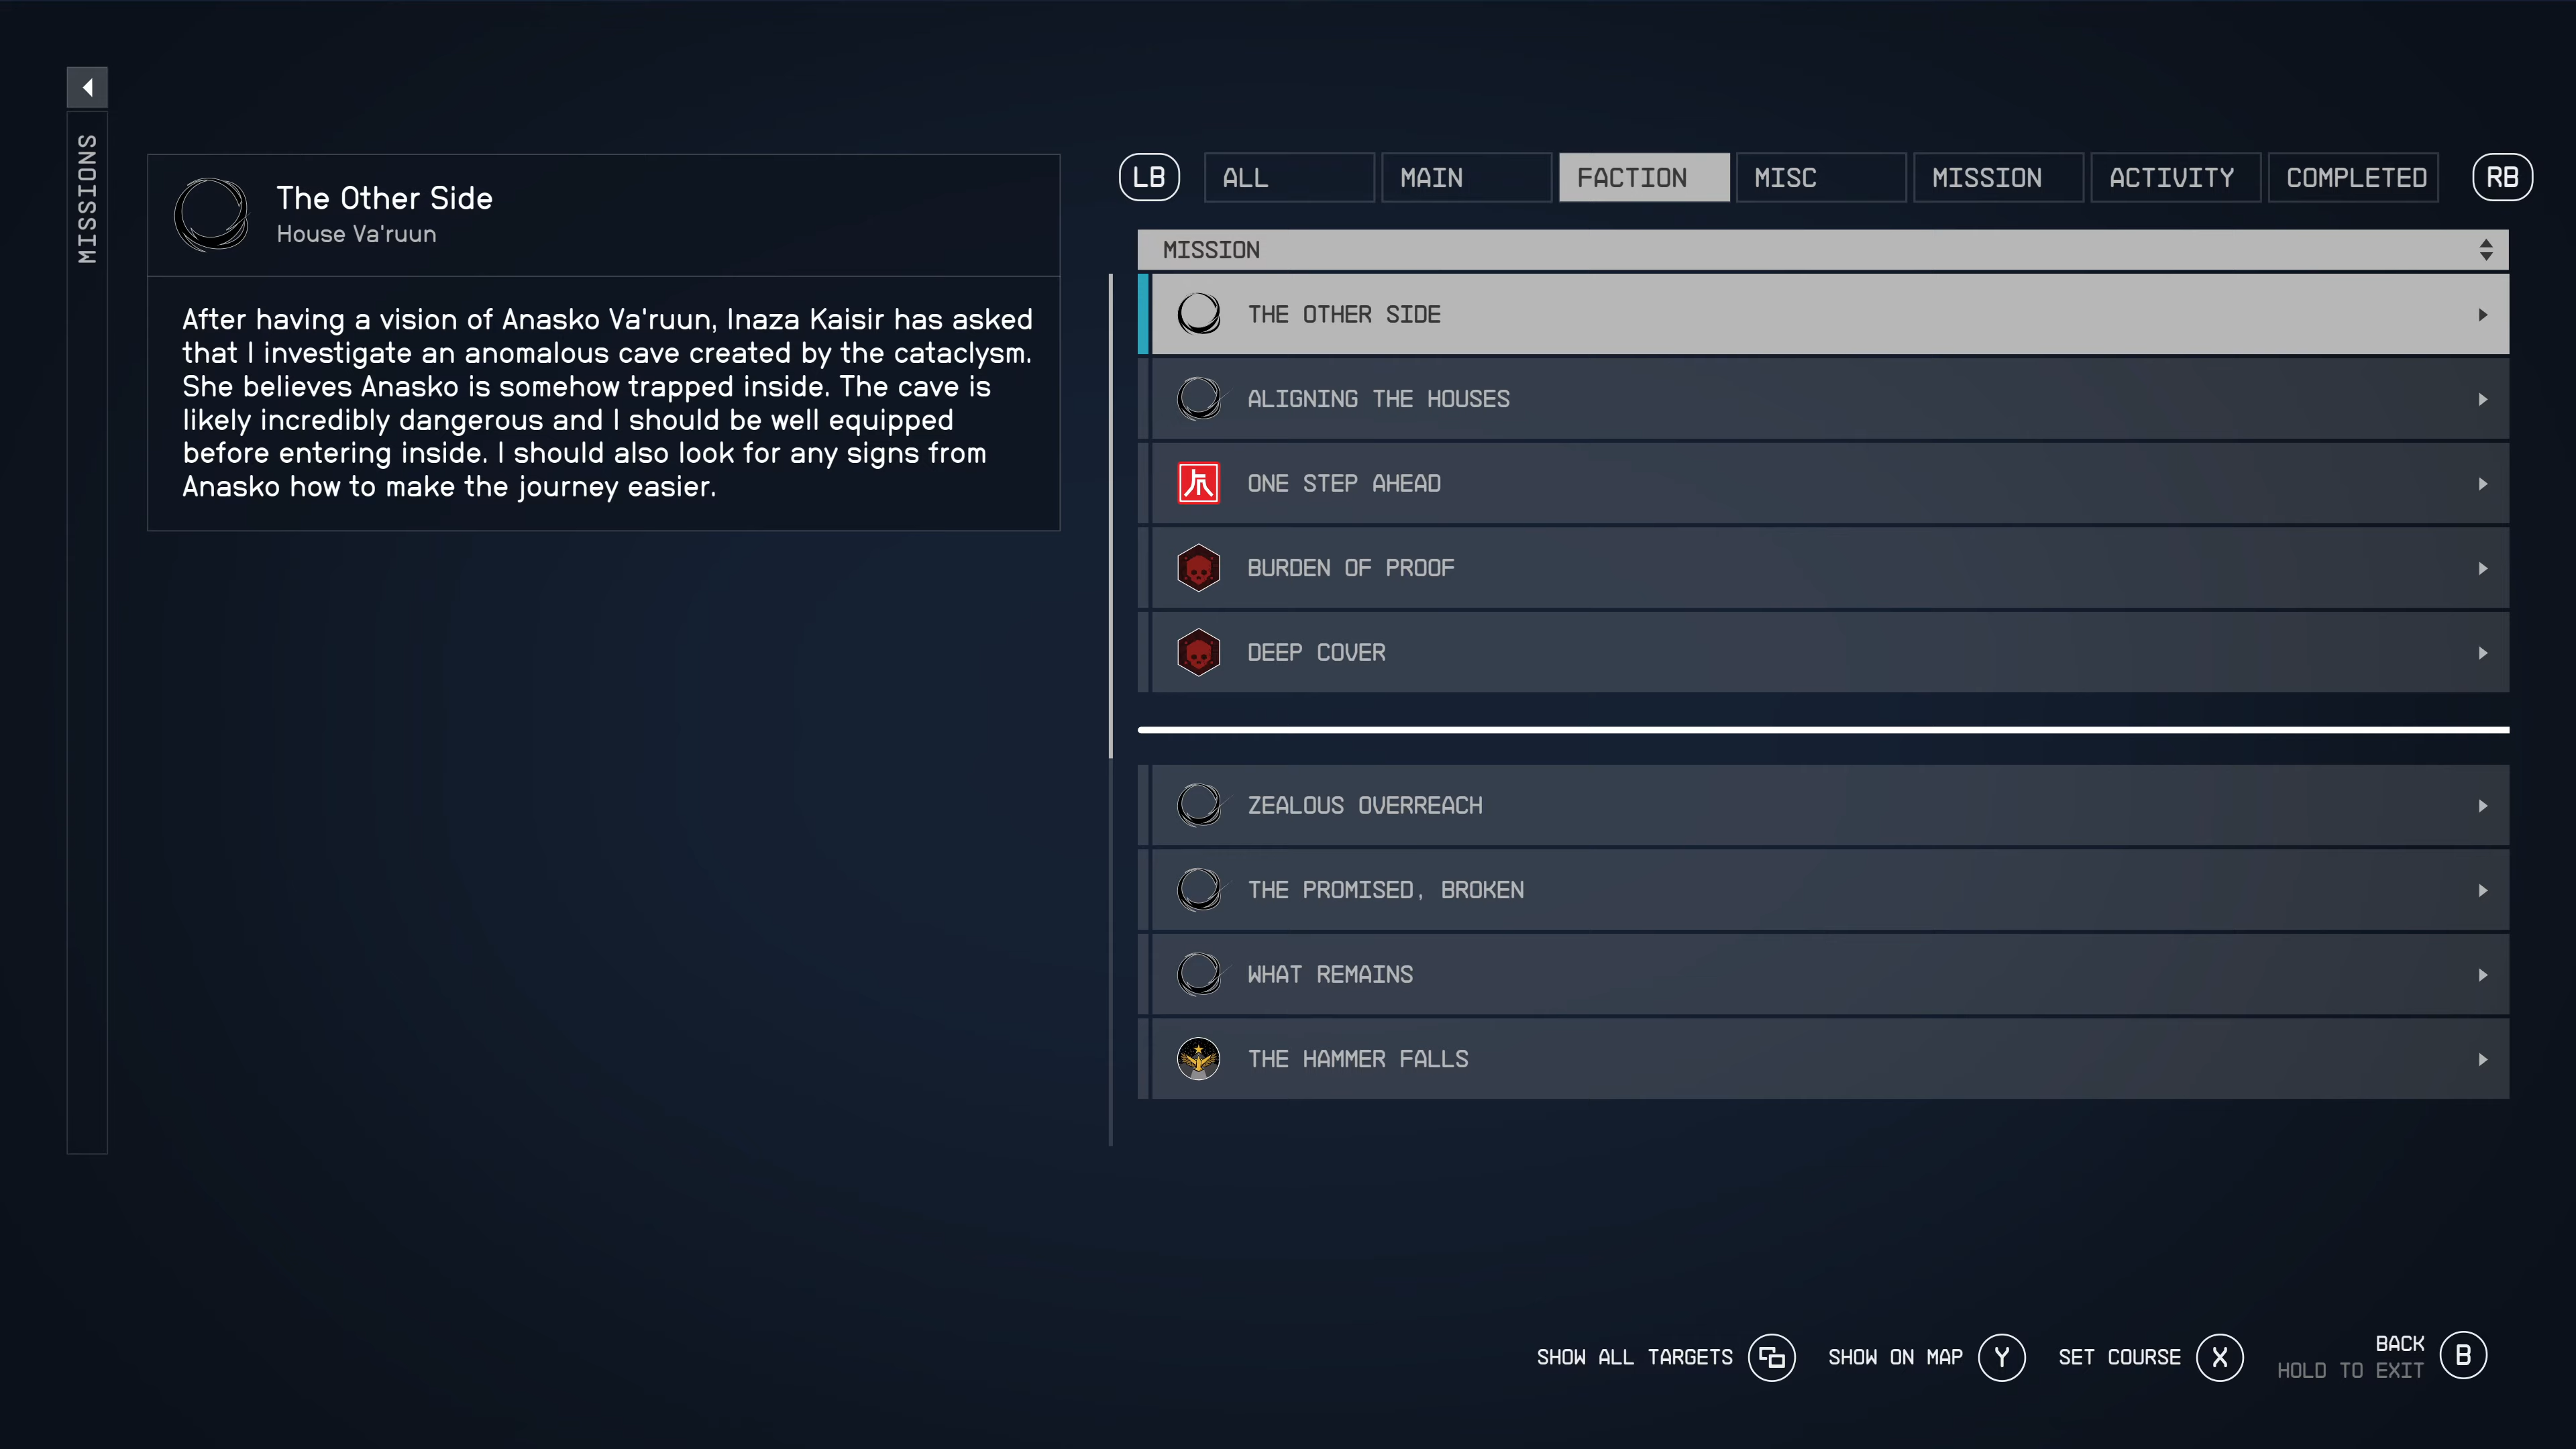 MISSIONS
The Other Side
House Va'ruun
After having a vision of Anasko Va'ruun, Inaza Kaisir has asked
that I investigate an anomalous cave created by the cataclysm.
She believes Anasko is somehow trapped inside. The cave is
likely incredibly dangerous and I should be well equipped
before entering inside. I should also look for any signs from
Anasko how to make the journey easier.
LB ALL MAIN FACTION MISC MISSION ACTIVITY COMPLETED RB
MISSION
THE OTHER SIDE
ALIGNING THE HOUSES
ONE STEP AHEAD
BURDEN OF PROOF
DEEP COVER
ZEALOUS OVERREACH
THE PROMISED, BROKEN
WHAT REMAINS
THE HAMMER FALLS
SHOW ALL TARGETS SHOW ON MAP Y SET COURSE X BACK B
HOLD TO EXIT